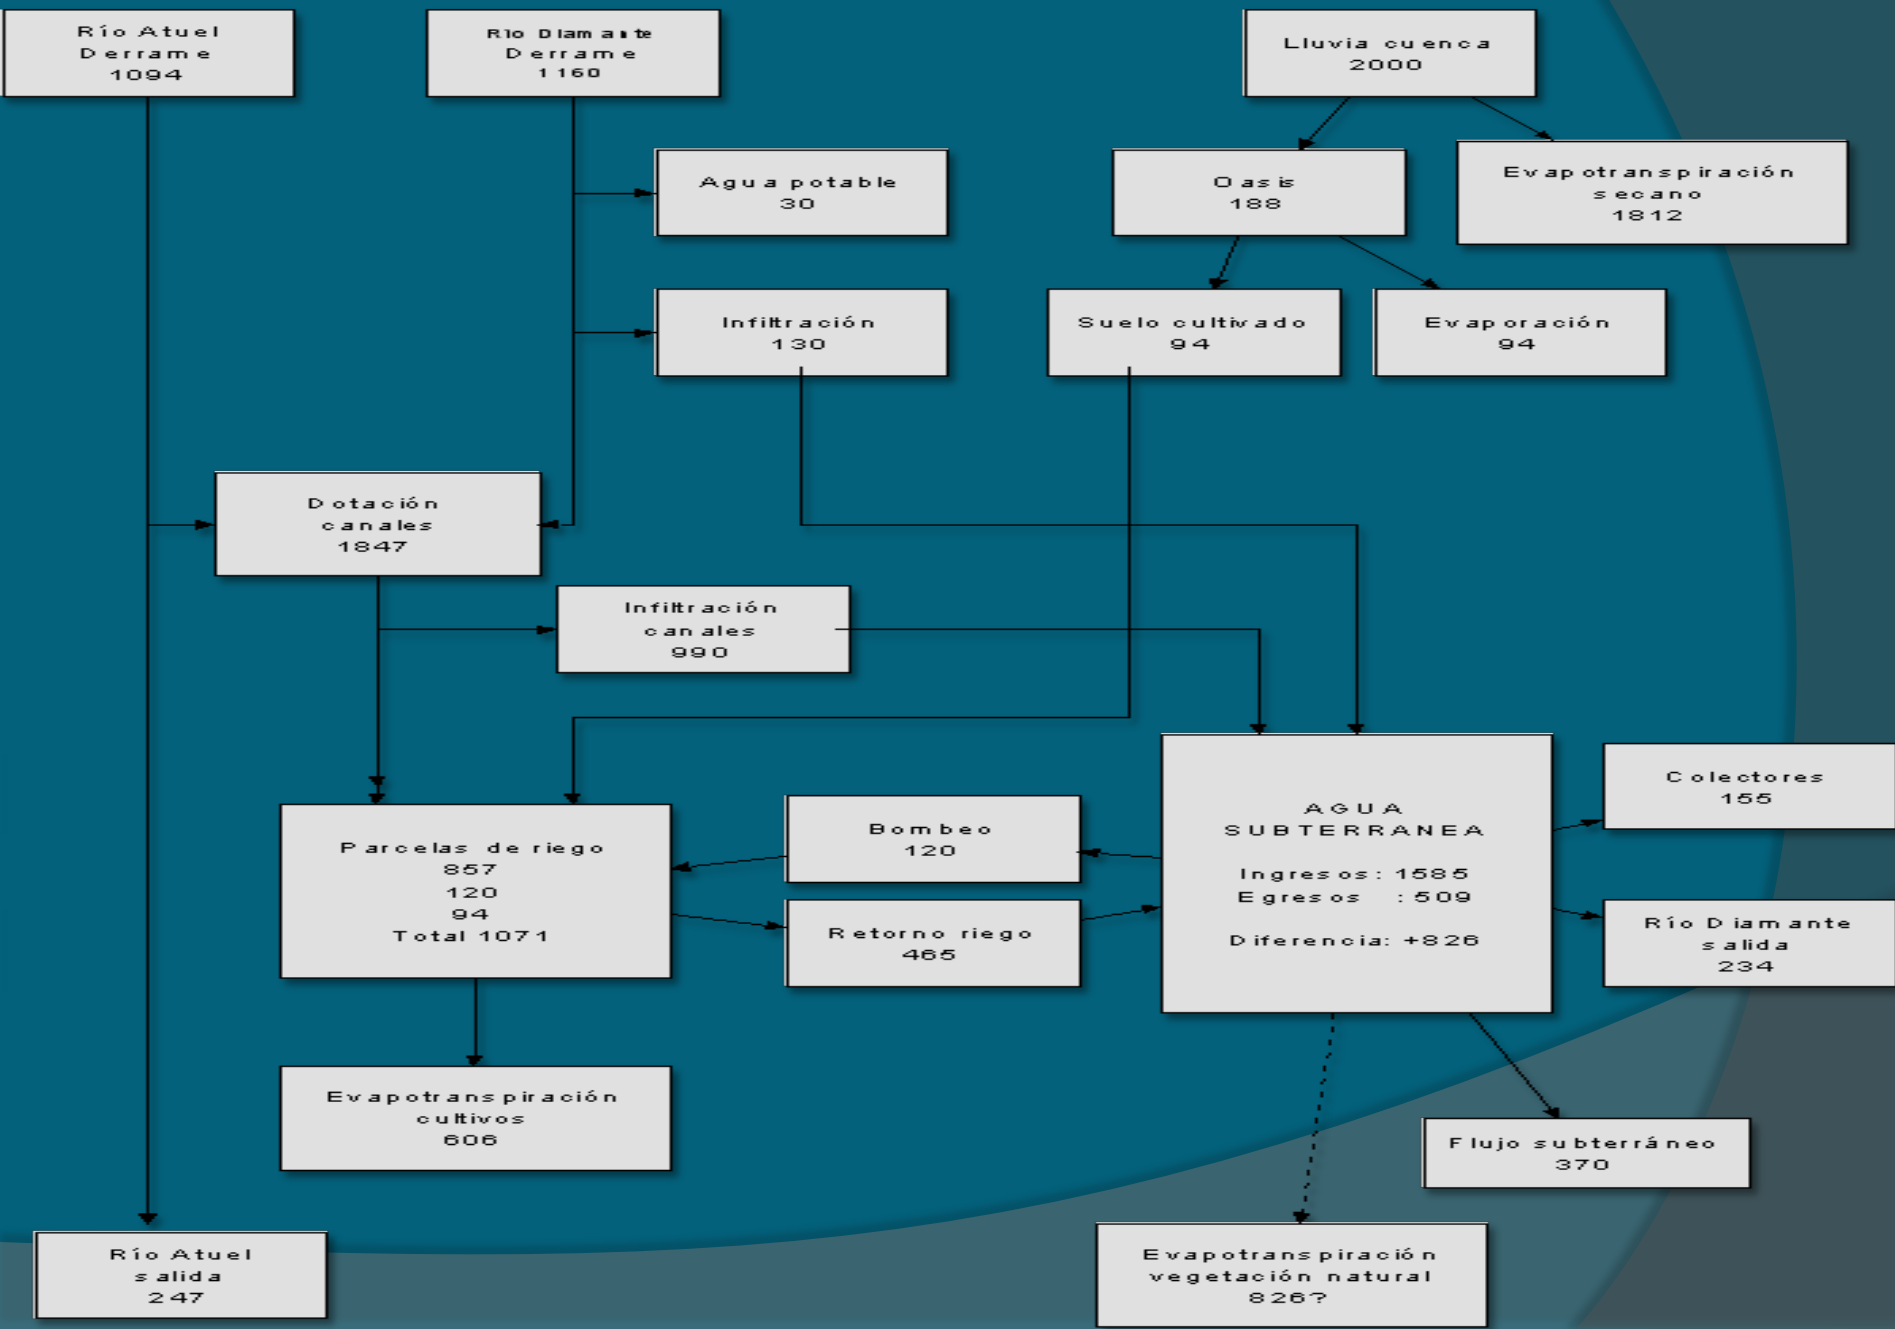 Río Atuel
Derrame
1094
Río Diamante
Derrame
1160
Lluvia cuenca
2000
Agua potable
30
Oasis
188
Evapotranspiración
secano
1812
Infiltración
130
Suelo cultivado
94
Evaporación
94
Dotación
canales
1847
Infiltración
canales
990
Parcelas de riego
857
120
94
Total 1071
Bombeo
120
Retorno riego
465
AGUA
SUBTERRANEA
Ingresos: 1585
Egresos : 509
Diferencia: +826
Colectores
155
Río Diamante
salida
234
Evapotranspiración
cultivos
606
Flujo subterráneo
370
Río Atuel
salida
247
Evapotranspiración
vegetación natural
826?